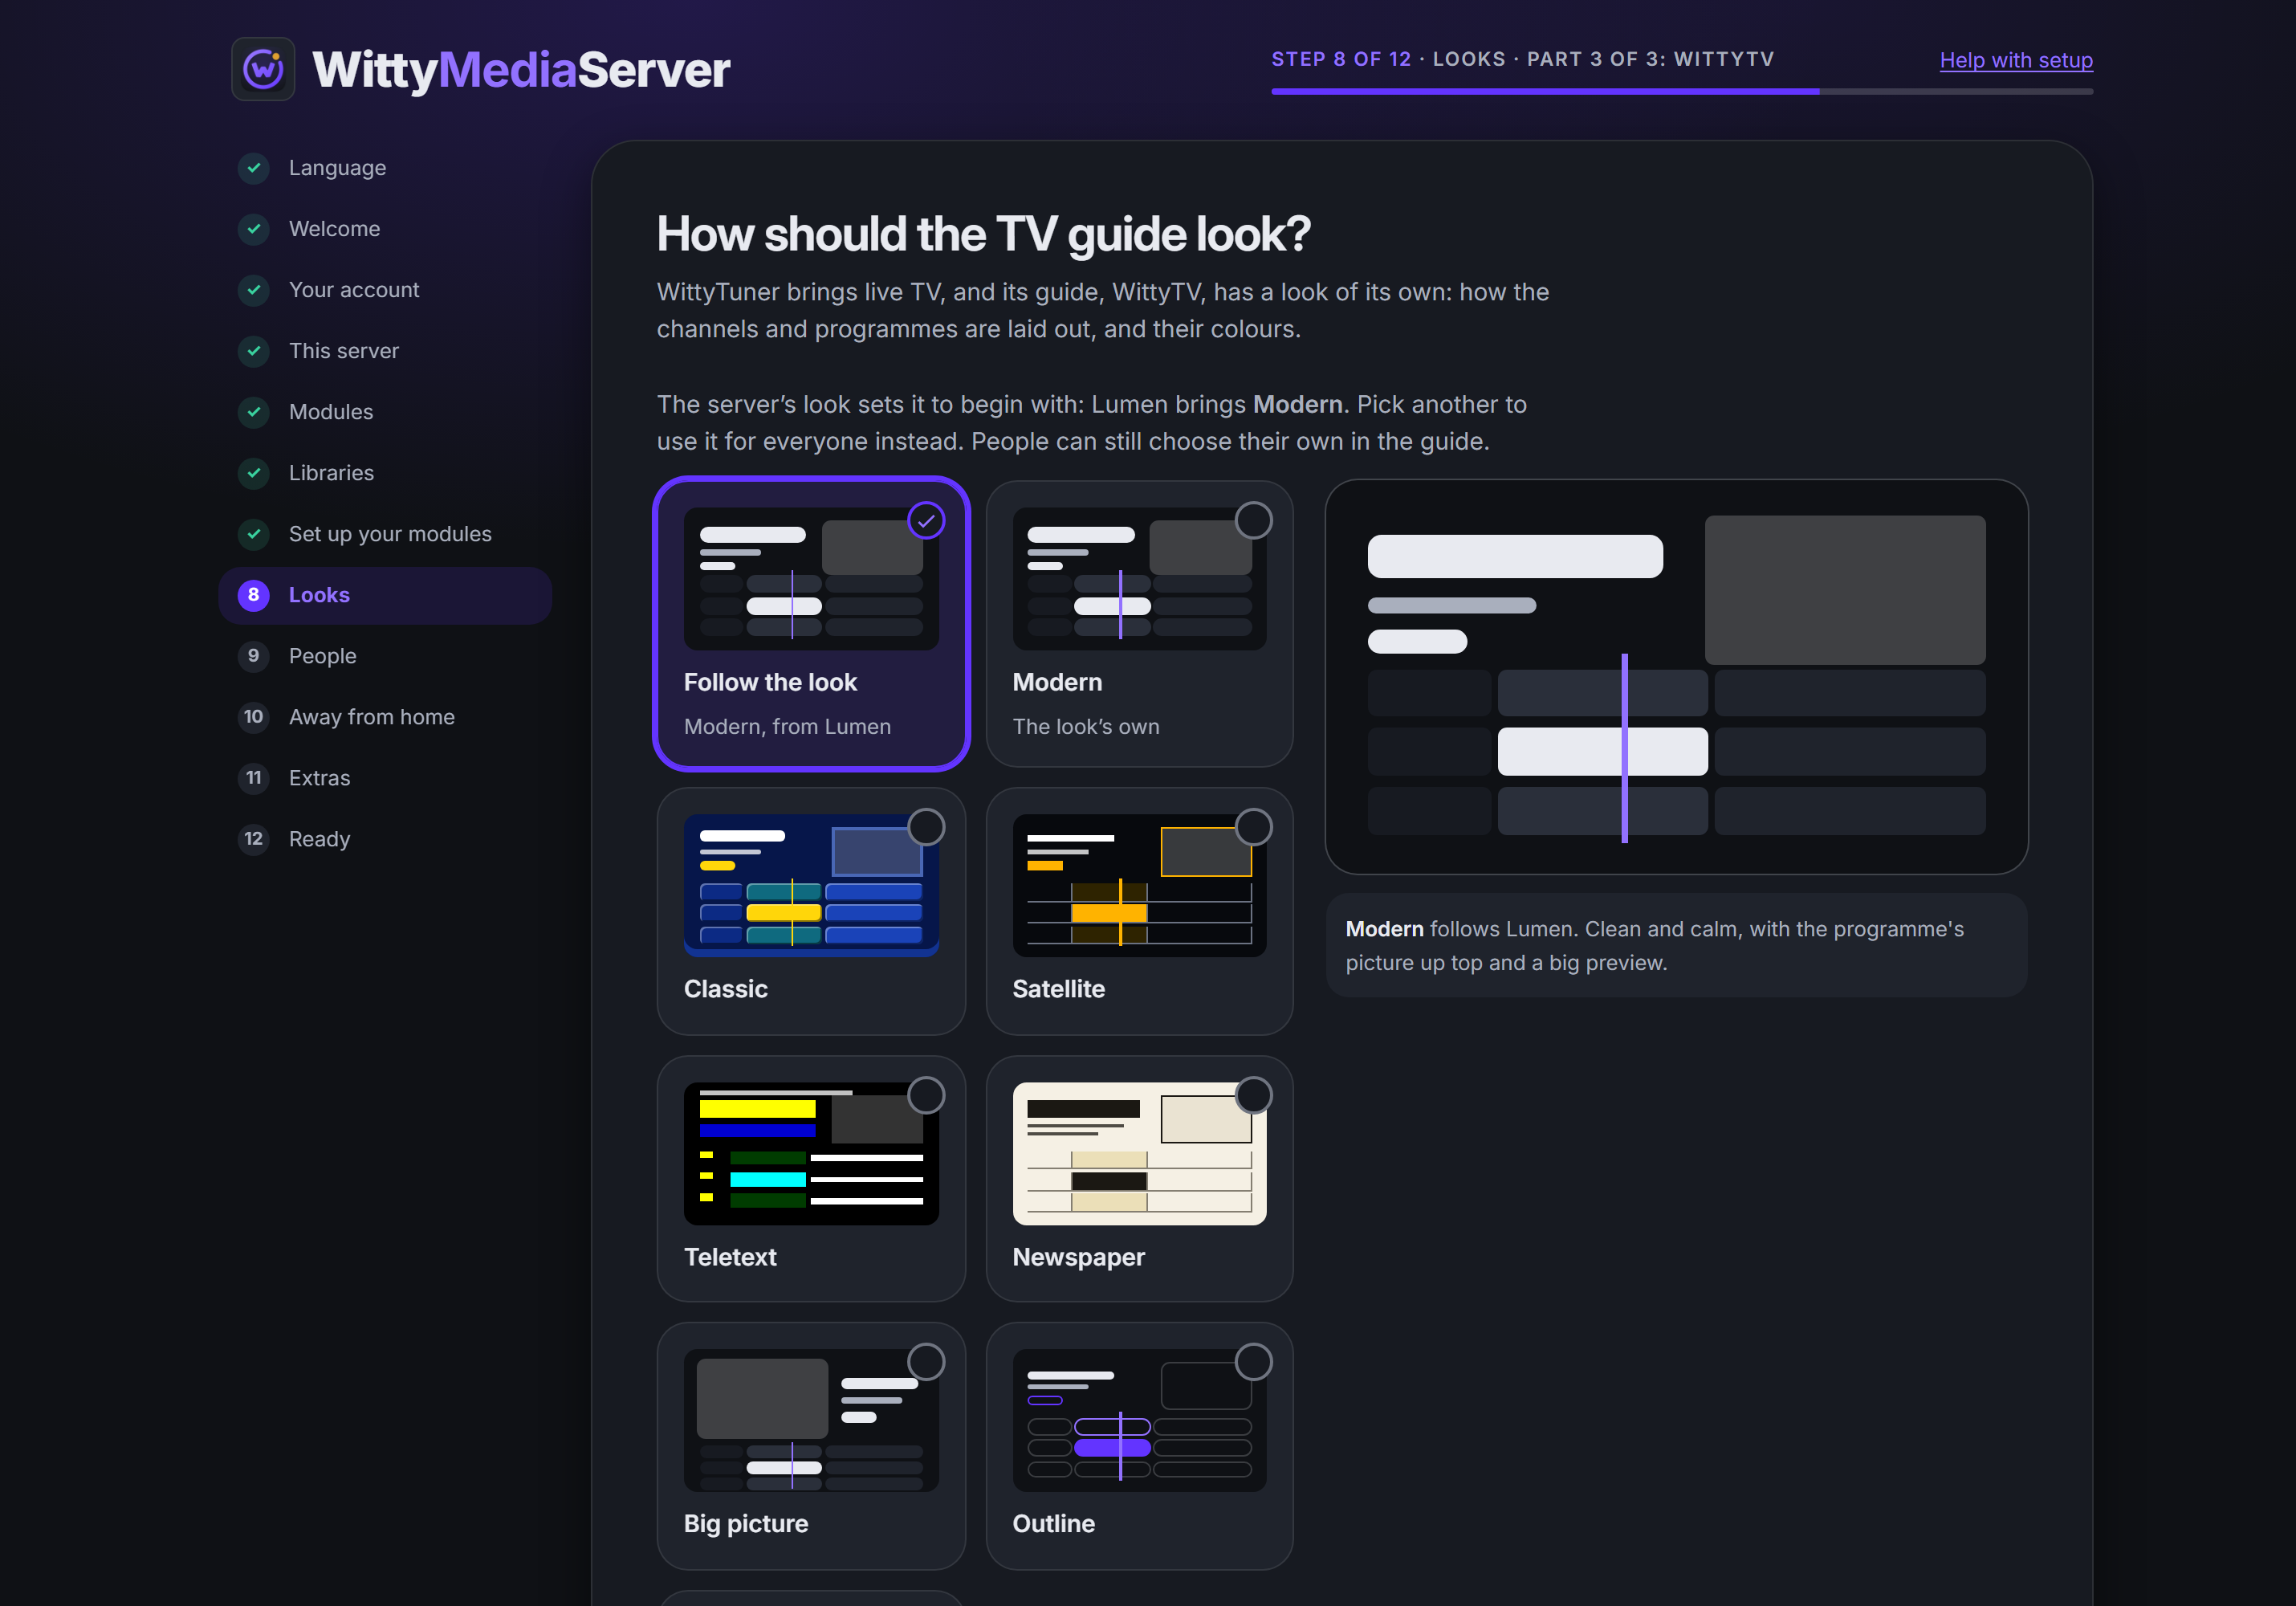 WittyMediaServer
STEP 8 OF 12 · LOOKS · PART 3 OF 3: WITTYTV
Help with setup
Language
Welcome
Your account
This server
Modules
Libraries
Set up your modules
8 Looks
9 People
10 Away from home
11 Extras
12 Ready
How should the TV guide look?
WittyTuner brings live TV, and its guide, WittyTV, has a look of its own: how the
channels and programmes are laid out, and their colours.
The server’s look sets it to begin with: Lumen brings Modern. Pick another to
use it for everyone instead. People can still choose their own in the guide.
Follow the look
Modern, from Lumen
Modern
The look’s own
Classic
Satellite
Teletext
Newspaper
Big picture
Outline
Modern follows Lumen. Clean and calm, with the programme's
picture up top and a big preview.